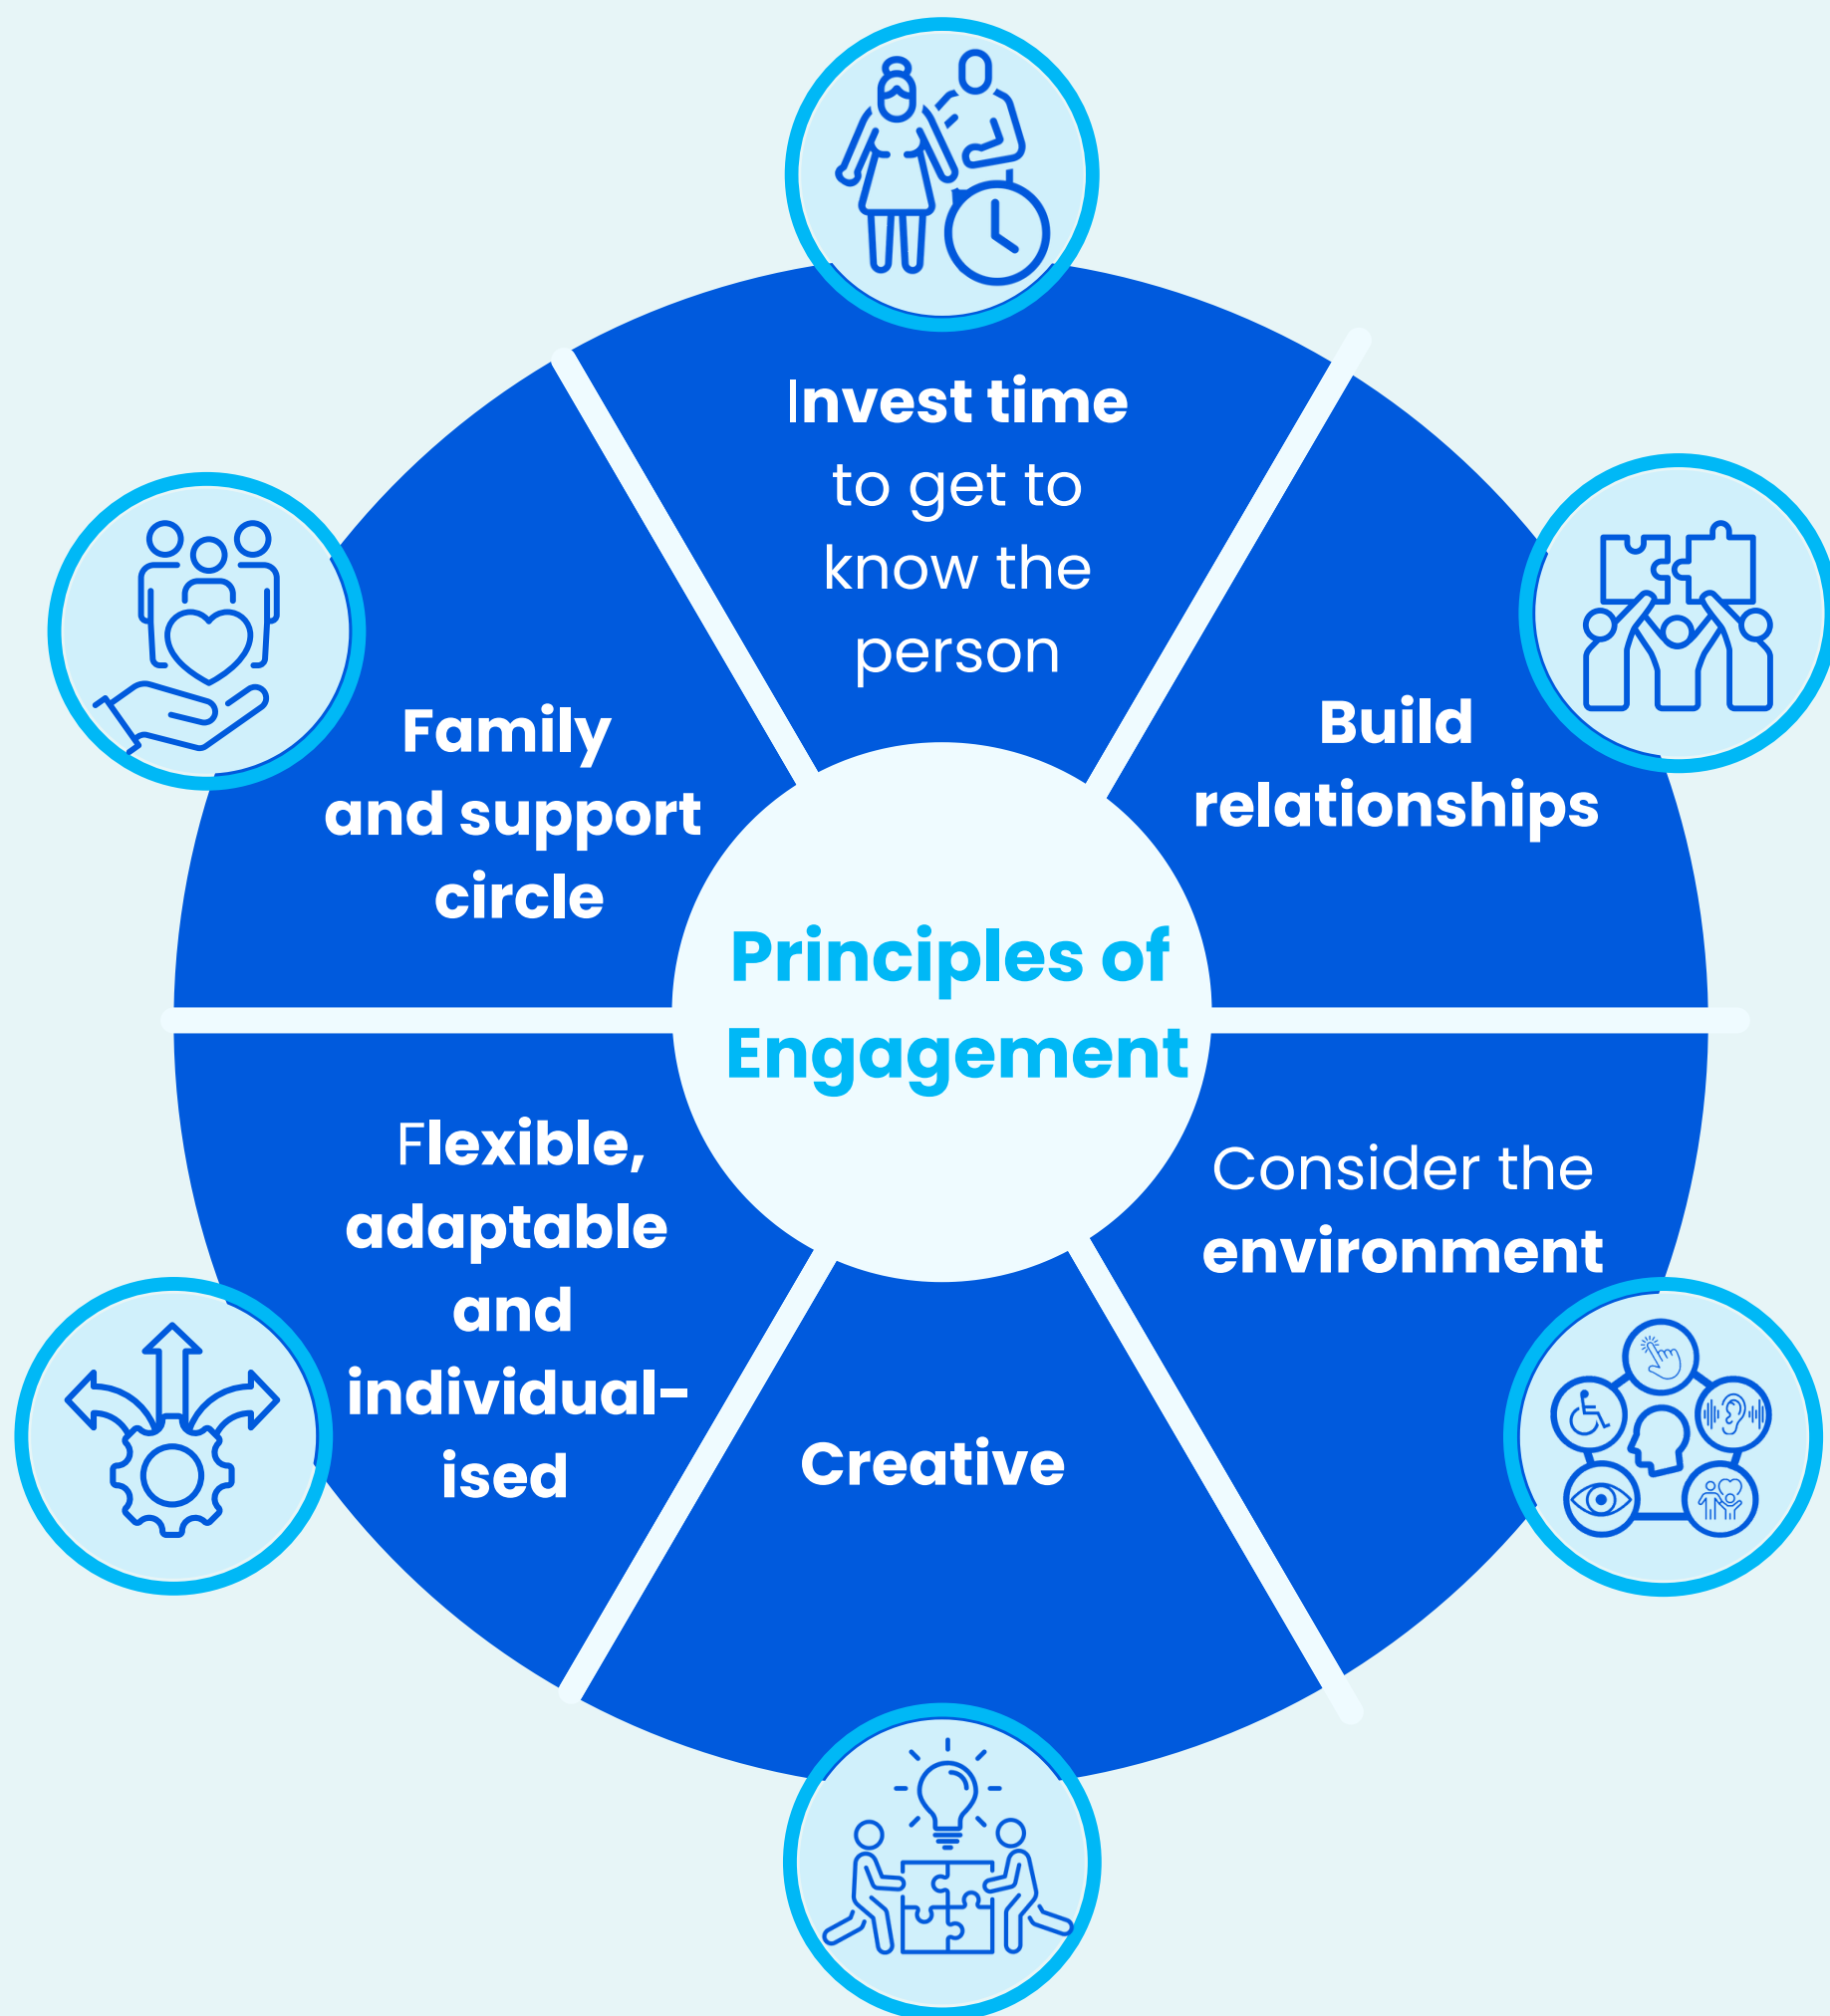 Invest time
to get to
know the
person
Build
relationships
Consider the
environment
Creative
Flexible,
adaptable
and
individual-
ised
Family
and support
circle
Principles of
Engagement